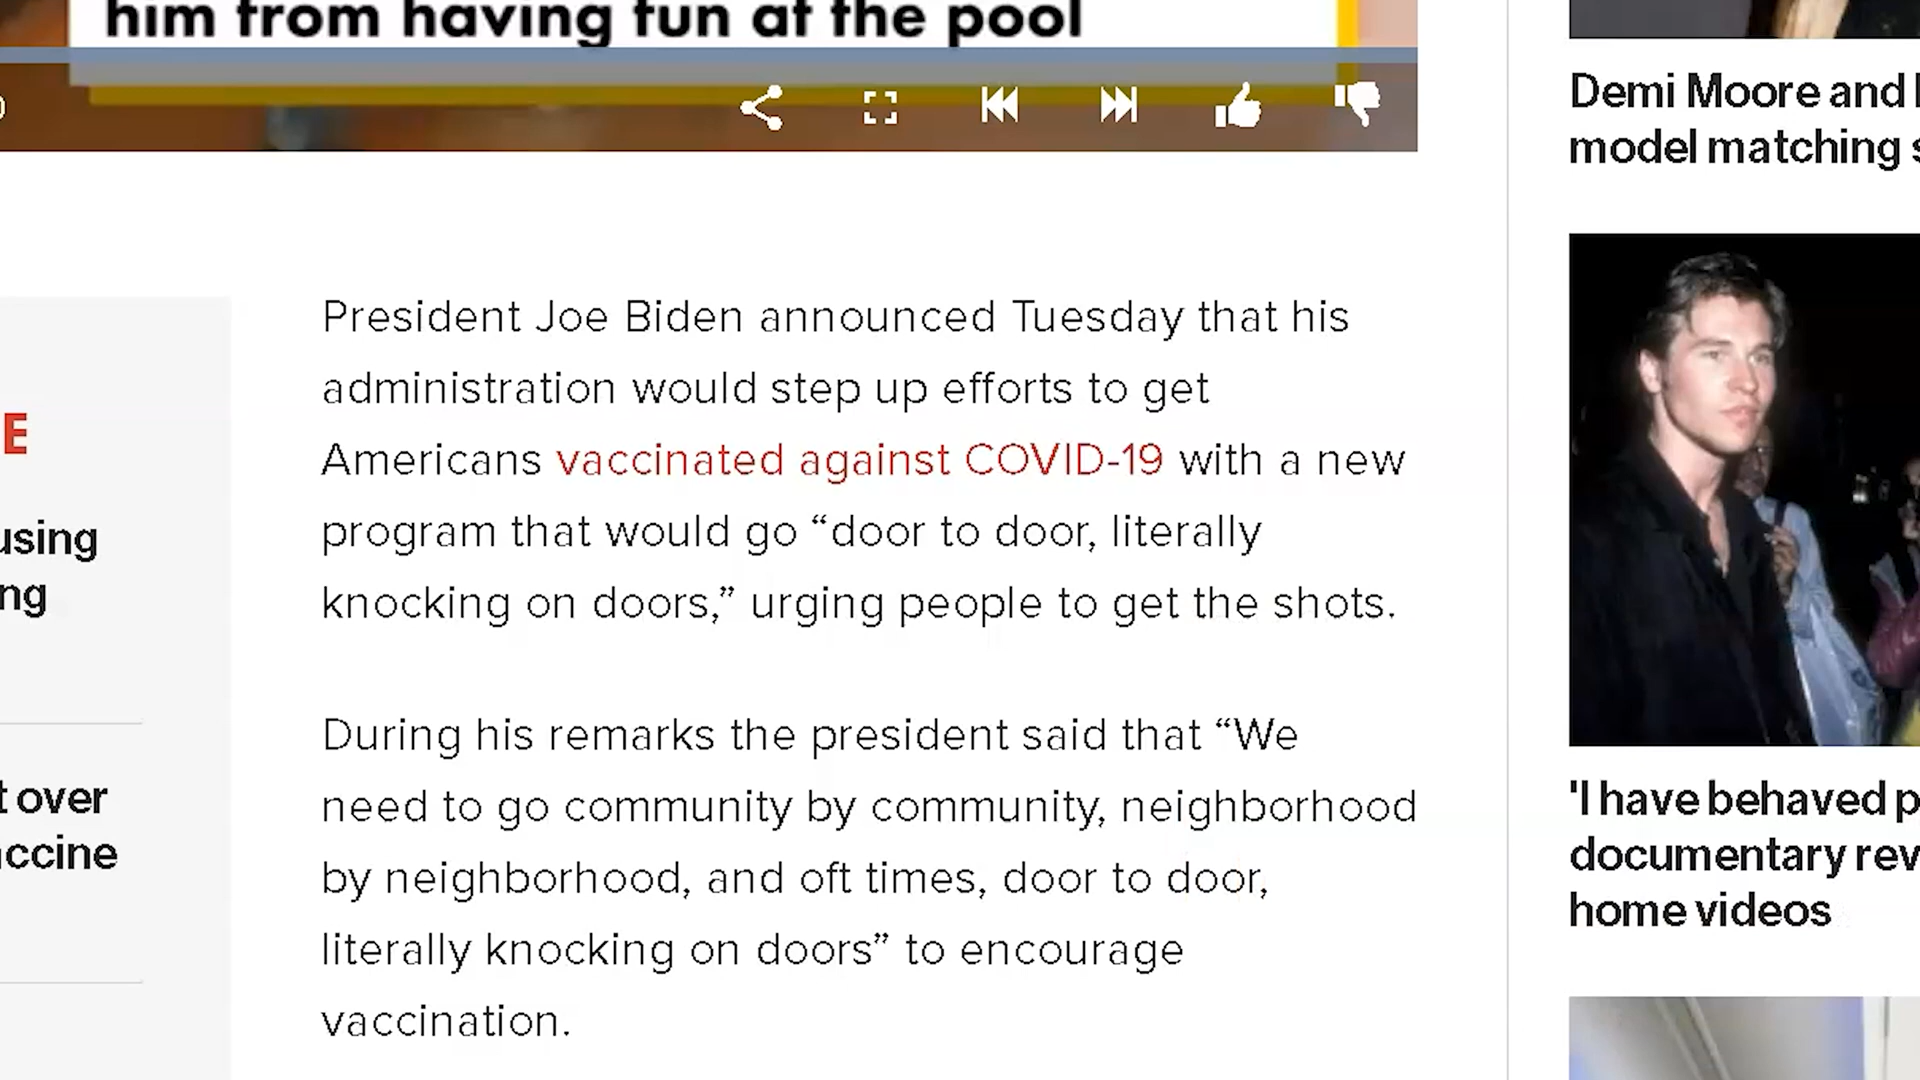 him from having fun at the pool
E
using
ng
t over
accine
President Joe Biden announced Tuesday that his
administration would step up efforts to get
Americans vaccinated against COVID-19 with a new
program that would go “door to door, literally
knocking on doors,” urging people to get the shots.
During his remarks the president said that “We
need to go community by community, neighborhood
by neighborhood, and oft times, door to door,
literally knocking on doors” to encourage
vaccination.
Demi Moore and
model matching s
'I have behaved p
documentary rev
home videos